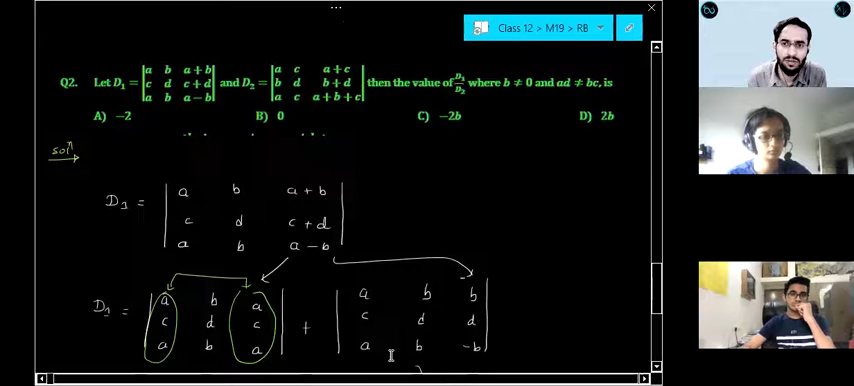 Class 12 > M19 > RB
Q2. Let D₁ = |a b a+b; c d c+d; a b a−b| and D₂ = |a c a+c; b d b+d; a c a+b+c| then the value of D₁/D₂ where b ≠ 0 and ad ≠ bc, is
A) −2 B) 0 C) −2b D) 2b
Solⁿ
D₁ = |a b a+b; c d c+d; a b a−b|
D₁ = |a b a; c d c; a b a| + |a b b; c d d; a b −b|